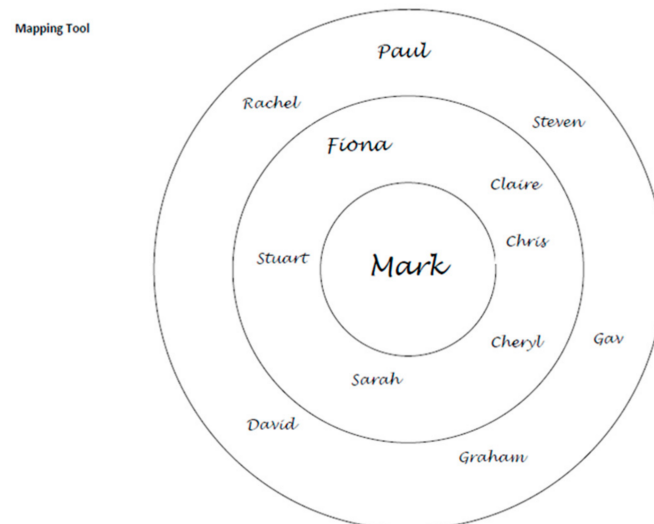 Mapping Tool
Paul
Rachel
Steven
Fiona
Claire
Chris
Stuart
Mark
Gav
Cheryl
Sarah
David
Graham